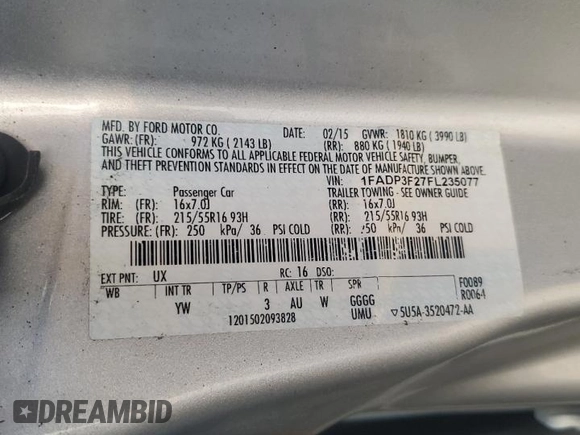 MFD. BY FORD MOTOR CO. DATE: 02/15 GVWR: 1810 KG ( 3990 LB)
GAWR: (FR): 972 KG ( 2143 LB) (RR): 880 KG ( 1940 LB)
THIS VEHICLE CONFORMS TO ALL APPLICABLE FEDERAL MOTOR VEHICLE SAFETY, BUMPER,
AND THEFT PREVENTION STANDARDS IN EFFECT ON THE DATE OF MANUFACTURE SHOWN ABOVE.
VIN: 1FADP3F27FL235077
TYPE: Passenger Car TRAILER TOWING - SEE OWNER GUIDE
RIM: (FR): 16x7.0J (RR): 16x7.0J
TIRE: (FR): 215/55R16 93H (RR): 215/55R16 93H
PRESSURE: (FR): 250 kPa/ 36 PSI COLD (RR): 250 kPa/ 36 PSI COLD
EXT PNT: UX RC: 16 DSO:
WB INT TR TP/PS R AXLE TR SPR F0089
YW 3 AU W GGGG R0064
1201502093828 UMU 5U5A-3520472-AA
DREAMBID